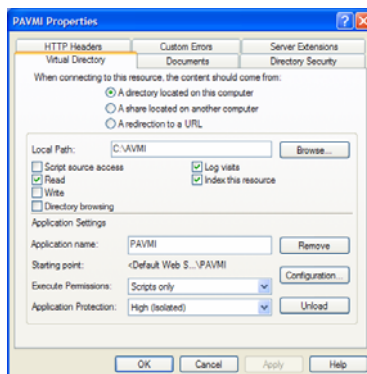 PAVMI Properties
HTTP Headers Custom Errors Server Extensions
Virtual Directory Documents Directory Security
When connecting to this resource, the content should come from:
A directory located on this computer
A share located on another computer
A redirection to a URL
Local Path: C:\AVMI Browse...
Script source access Log visits
Read Index this resource
Write
Directory browsing
Application Settings
Application name: PAVMI Remove
Starting point: <Default Web S...\PAVMI
Configuration...
Execute Permissions: Scripts only
Application Protection: High (Isolated) Unload
OK Cancel Apply Help